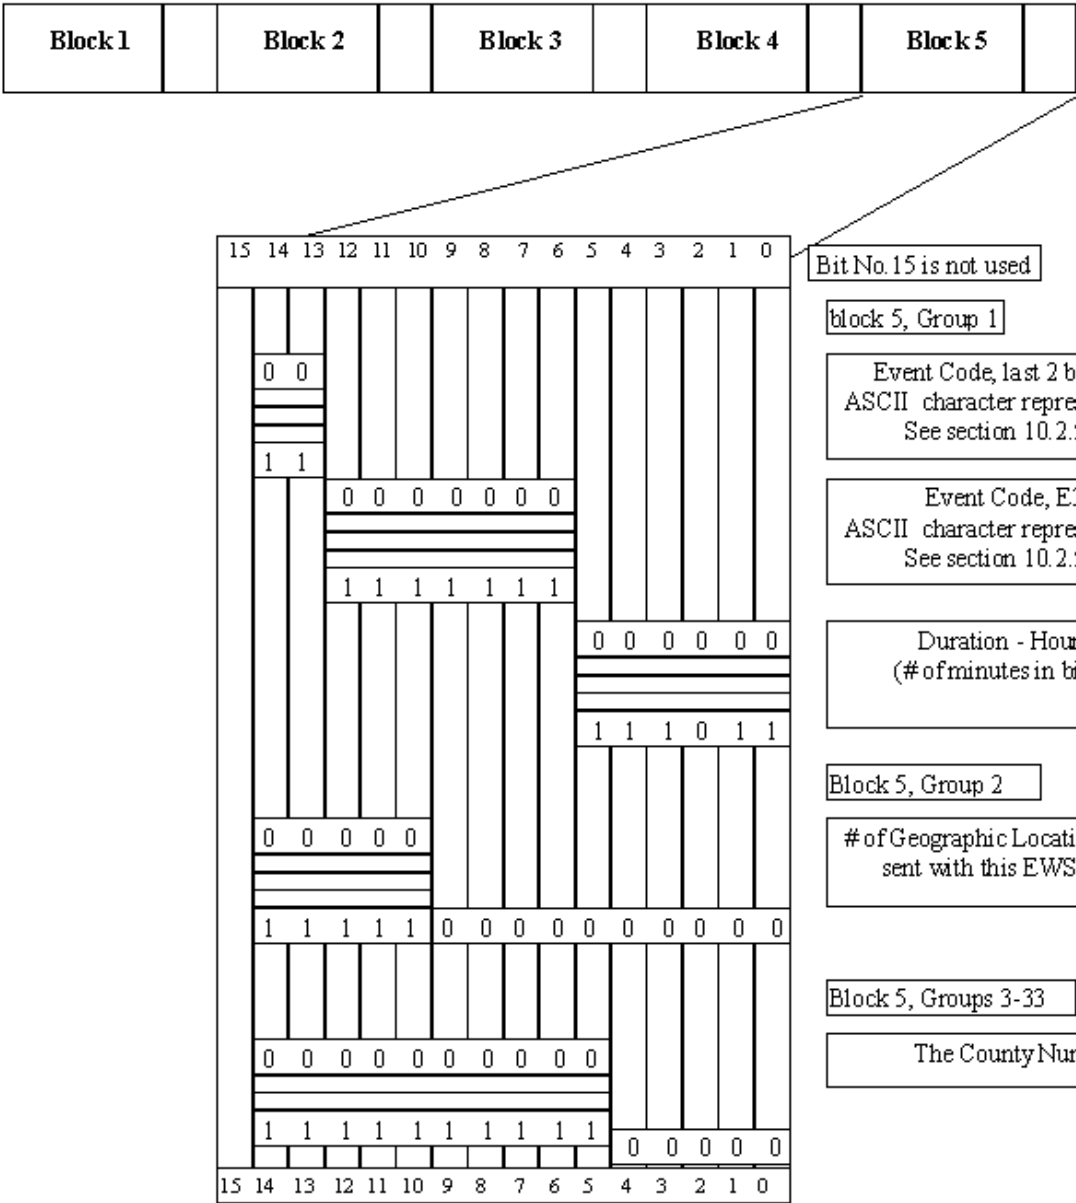 Block 1 Block 2 Block 3 Block 4 Block 5
15 14 13 12 11 10 9 8 7 6 5 4 3 2 1 0
Bit No. 15 is not used
block 5, Group 1
0 0
Event Code, last 2 b
ASCII character repre
See section 10.2.
1 1
0 0 0 0 0 0 0
Event Code, E
ASCII character repre
See section 10.2.
1 1 1 1 1 1 1
0 0 0 0 0 0
Duration - Hou
(# of minutes in bi
1 1 1 0 1 1
Block 5, Group 2
0 0 0 0 0
# of Geographic Locati
sent with this EWS
1 1 1 1 1 0 0 0 0 0 0 0 0 0 0
Block 5, Groups 3-33
0 0 0 0 0 0 0 0 0 0
The County Nu
1 1 1 1 1 1 1 1 1 1
0 0 0 0 0
15 14 13 12 11 10 9 8 7 6 5 4 3 2 1 0